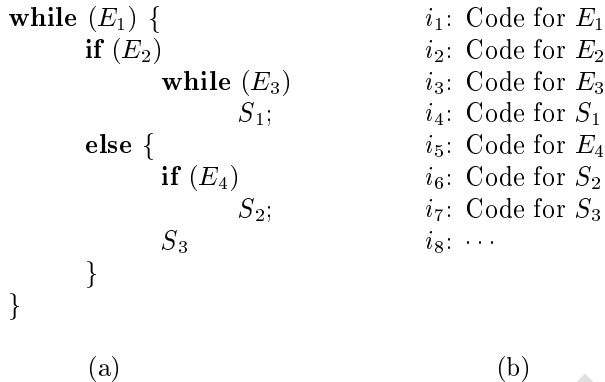 while (E₁) { i₁: Code for E₁
if (E₂) i₂: Code for E₂
while (E₃) i₃: Code for E₃
S₁; i₄: Code for S₁
else { i₅: Code for E₄
if (E₄) i₆: Code for S₂
S₂; i₇: Code for S₃
S₃ i₈: ···
}
}
(a) (b)